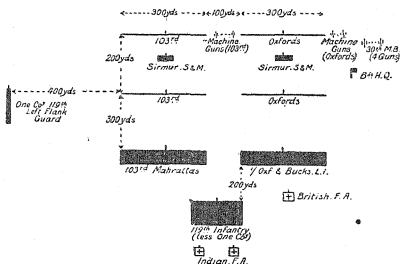 300yds
100yds
300yds
103rd
Machine
Guns (103rd)
Oxfords
Machine
Guns
(Oxfords)
30th M.B.
(4 Guns)
200yds
Sirmur. S&M.
Sirmur. S&M.
B4 H.Q.
400yds
One Coy 119th
Left Flank
Guard
103rd
Oxfords
300yds
103rd Mahrattas
1/ Oxf & Bucks. L.I.
200yds
British. F. A.
119th Infantry
(less One Coy)
Indian. F. A.